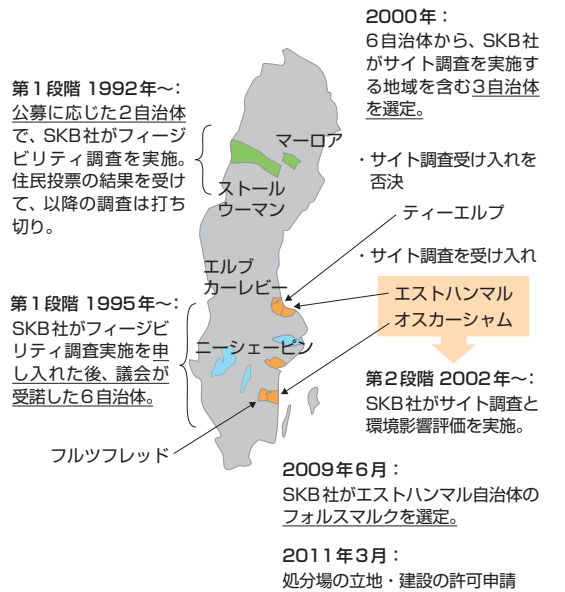 2000年：
6自治体から、SKB社
がサイト調査を実施す
る地域を含む3自治体
を選定。
第1段階 1992年～：
公募に応じた2自治体
で、SKB社がフィージ
ビリティ調査を実施。
住民投票の結果を受け
て、以降の調査は打ち
切り。
マーロア
ストール
ウーマン
・サイト調査受け入れを
否決
ティーエルプ
・サイト調査を受け入れ
エルブ
カーレビー
エストハンマル
オスカーシャム
第1段階 1995年～：
SKB社がフィージビ
リティ調査実施を申
し入れた後、議会が
受諾した6自治体。
ニーシェーピン
第2段階 2002年～：
SKB社がサイト調査と
環境影響評価を実施。
フルツフレッド
2009年6月：
SKB社がエストハンマル自治体の
フォルスマルクを選定。
2011年3月：
処分場の立地・建設の許可申請